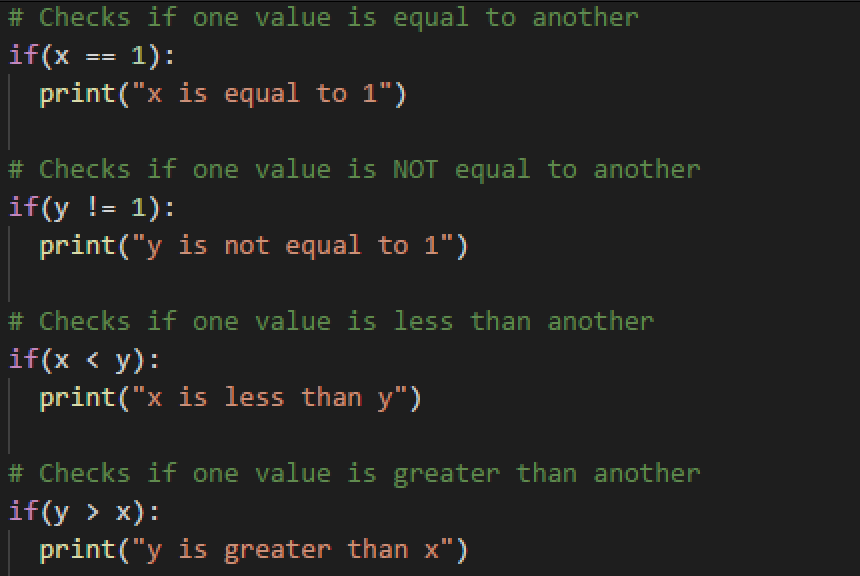 # Checks if one value is equal to another
if(x == 1):
  print("x is equal to 1")
# Checks if one value is NOT equal to another
if(y != 1):
  print("y is not equal to 1")
# Checks if one value is less than another
if(x < y):
  print("x is less than y")
# Checks if one value is greater than another
if(y > x):
  print("y is greater than x")